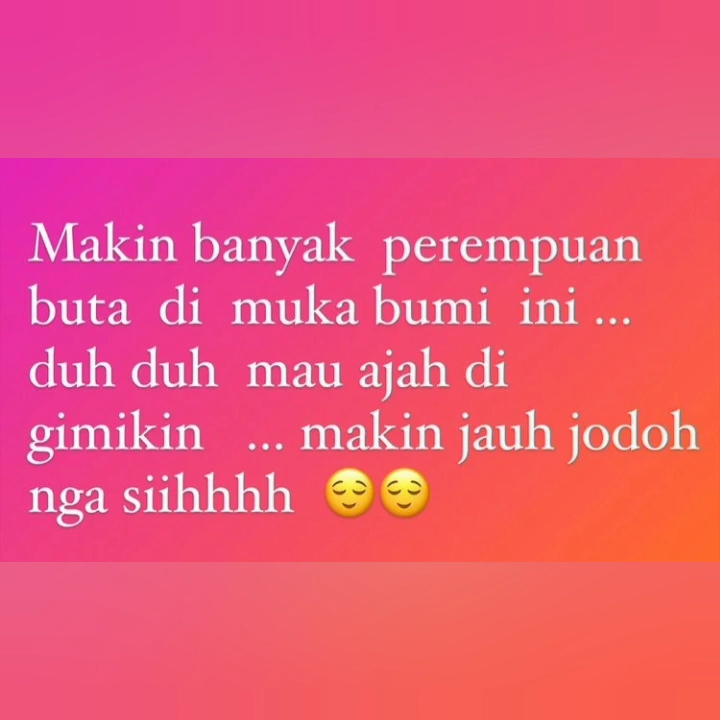 Makin banyak perempuan
buta di muka bumi ini ...
duh duh mau ajah di
gimikin ... makin jauh jodoh
nga siihhhh 😌😌